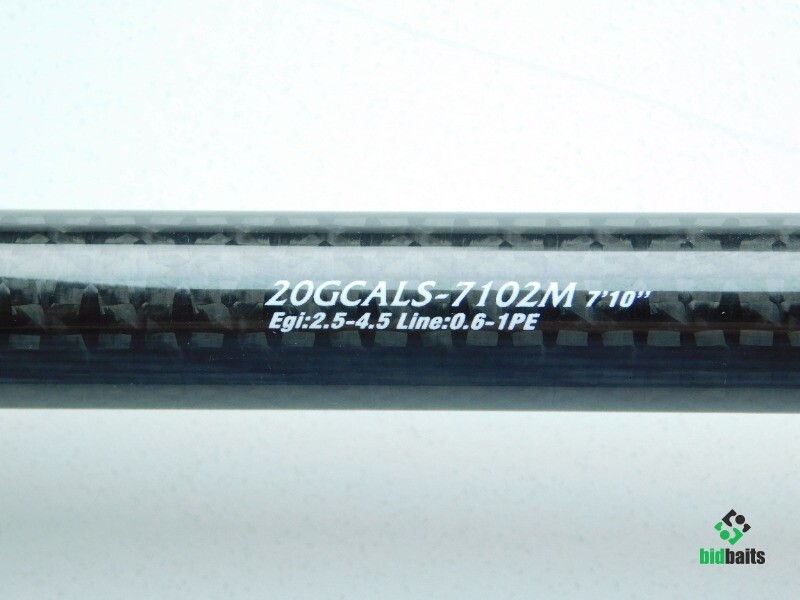 20GCALS-7102M 7'10"
Egi:2.5-4.5 Line:0.6-1PE
bidbaits